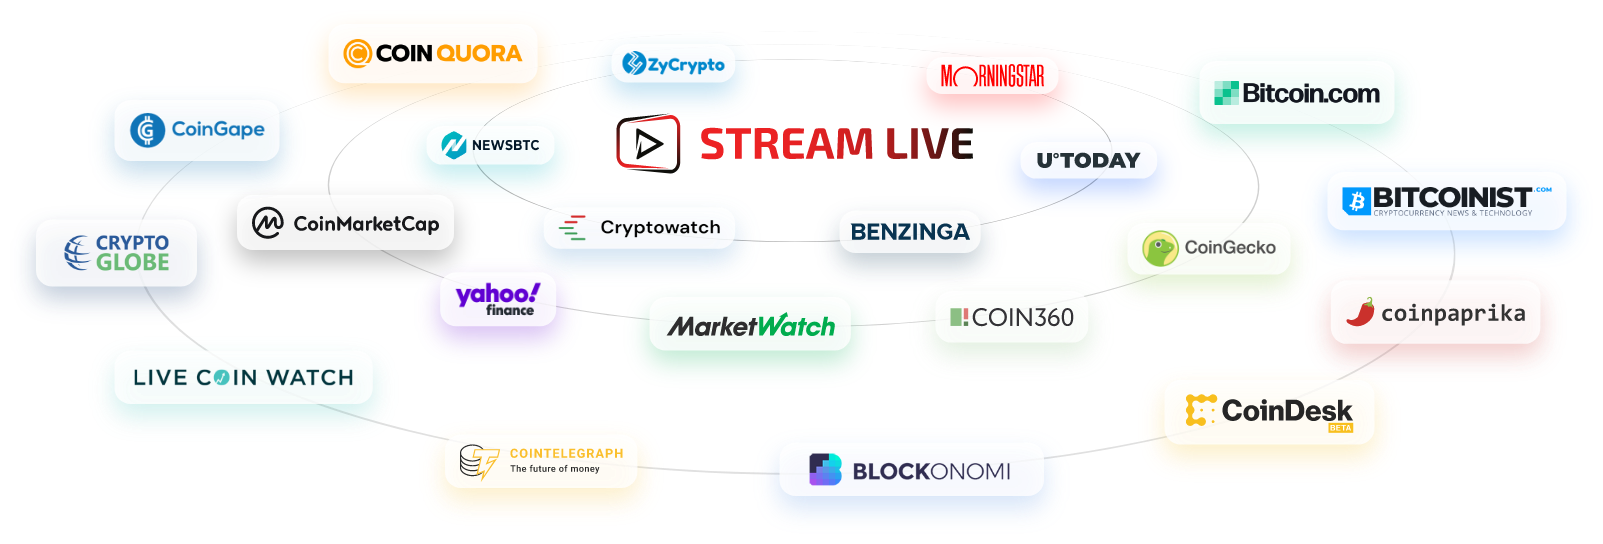 COIN QUORA
ZyCrypto
MORNINGSTAR
Bitcoin.com
CoinGape
NEWSBTC
STREAM LIVE
U°TODAY
BITCOINIST.COM
CRYPTOCURRENCY NEWS & TECHNOLOGY
CoinMarketCap
Cryptowatch
BENZINGA
CoinGecko
CRYPTO
GLOBE
yahoo!
finance
MarketWatch
COIN360
coinpaprika
LIVE COIN WATCH
CoinDesk
BETA
COINTELEGRAPH
The future of money
BLOCKONOMI